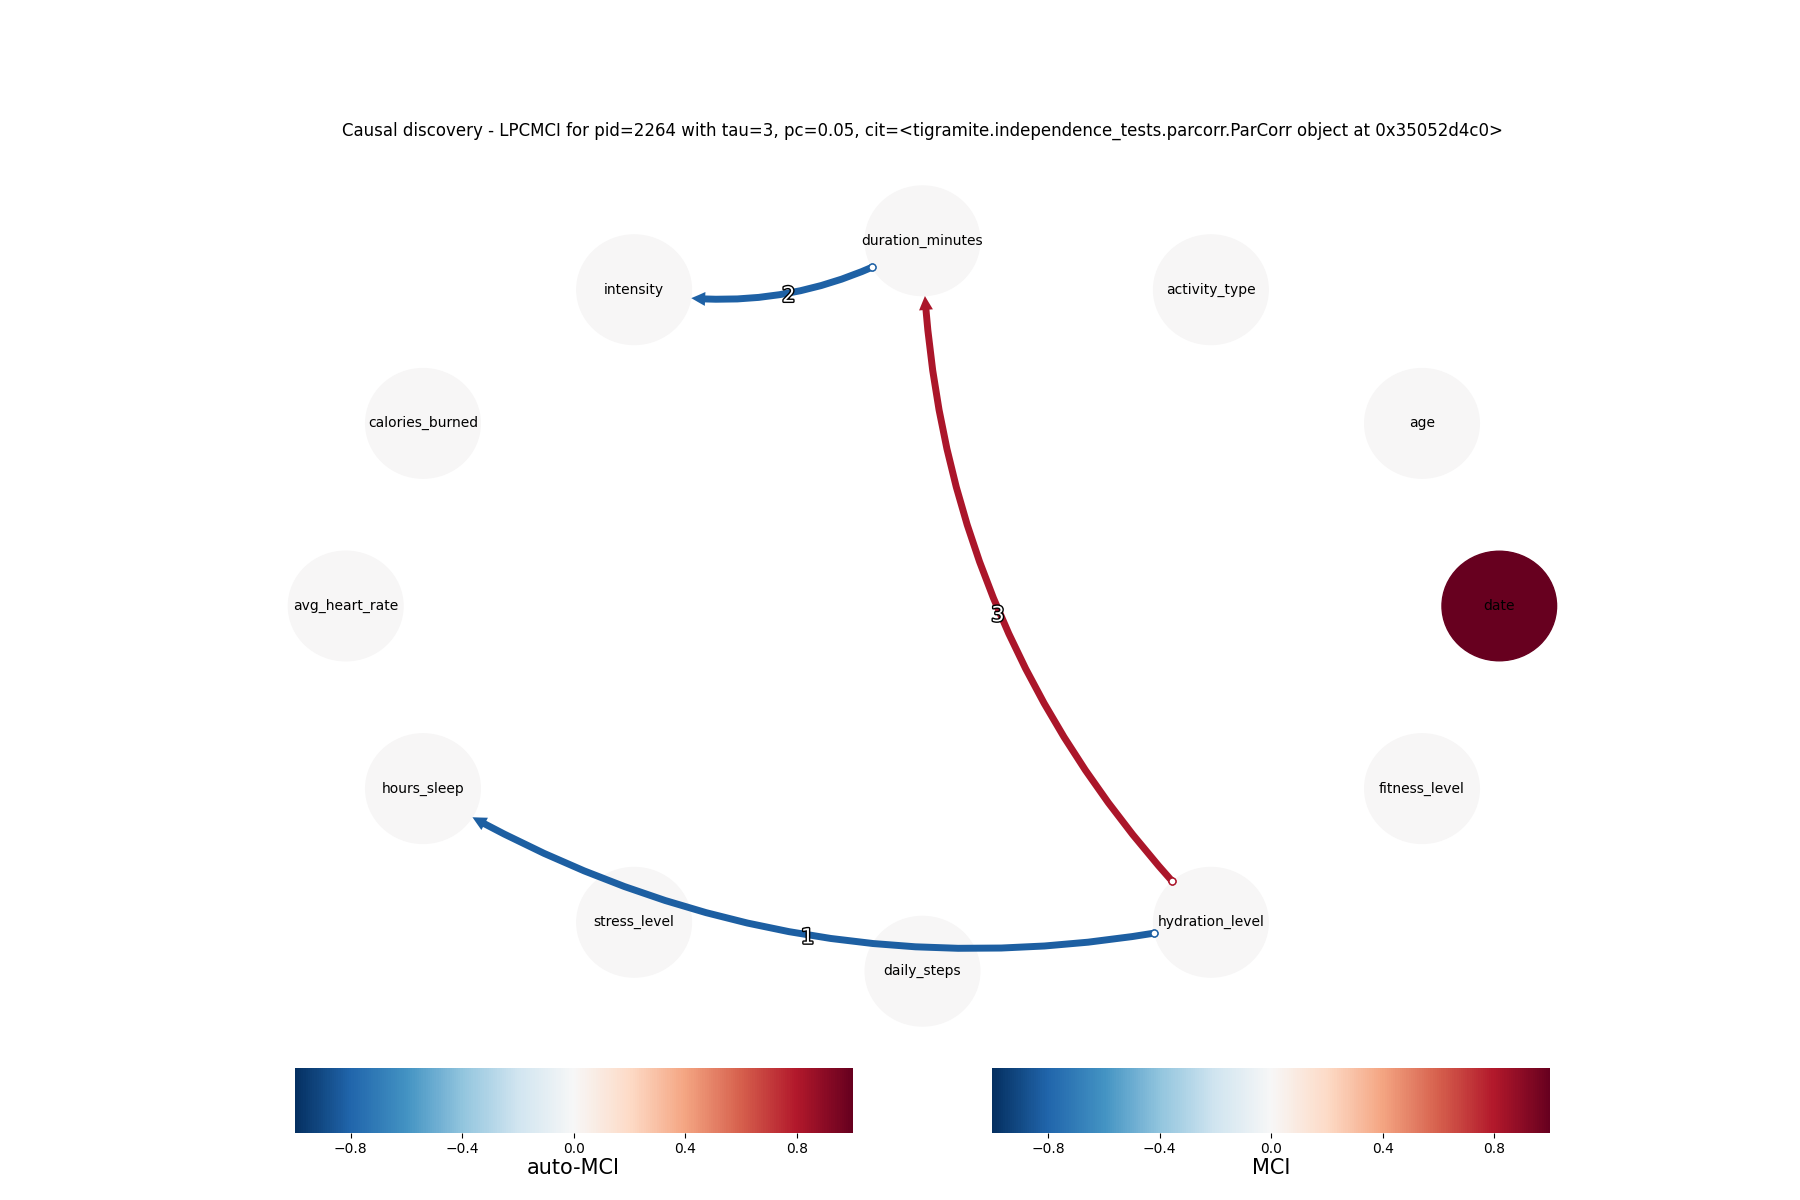 Causal discovery - LPCMCI for pid=2264 with tau=3, pc=0.05, cit=<tigramite.independence_tests.parcorr.ParCorr object at 0x35052d4c0>
duration_minutes
intensity
activity_type
2
calories_burned
age
avg_heart_rate
date
3
hours_sleep
fitness_level
stress_level
hydration_level
1
daily_steps
−0.8 −0.4 0.0 0.4 0.8
auto-MCI
−0.8 −0.4 0.0 0.4 0.8
MCI